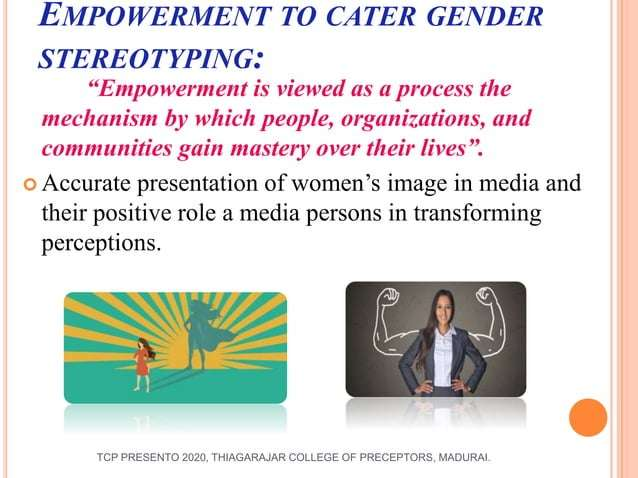 EMPOWERMENT TO CATER GENDER
STEREOTYPING:
“Empowerment is viewed as a process the
mechanism by which people, organizations, and
communities gain mastery over their lives”.
Accurate presentation of women’s image in media and
their positive role a media persons in transforming
perceptions.
TCP PRESENTO 2020, THIAGARAJAR COLLEGE OF PRECEPTORS, MADURAI.